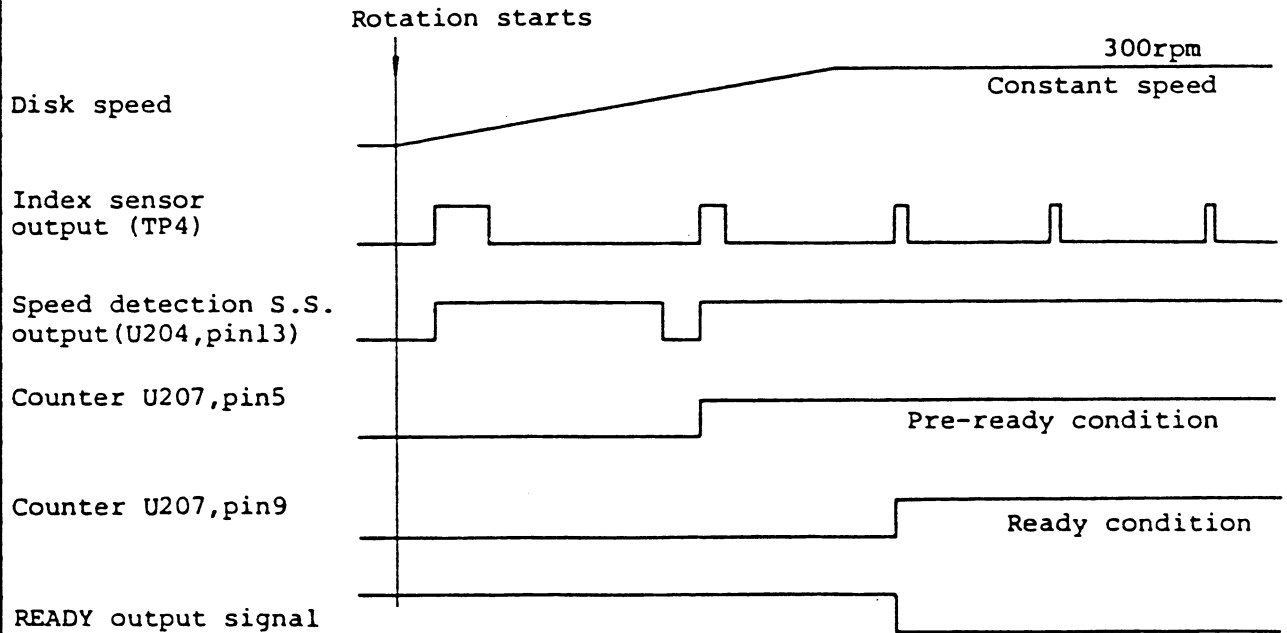 Rotation starts
300rpm
Constant speed
Disk speed
Index sensor
output (TP4)
Speed detection S.S.
output(U204,pin13)
Counter U207,pin5
Pre-ready condition
Counter U207,pin9
Ready condition
READY output signal